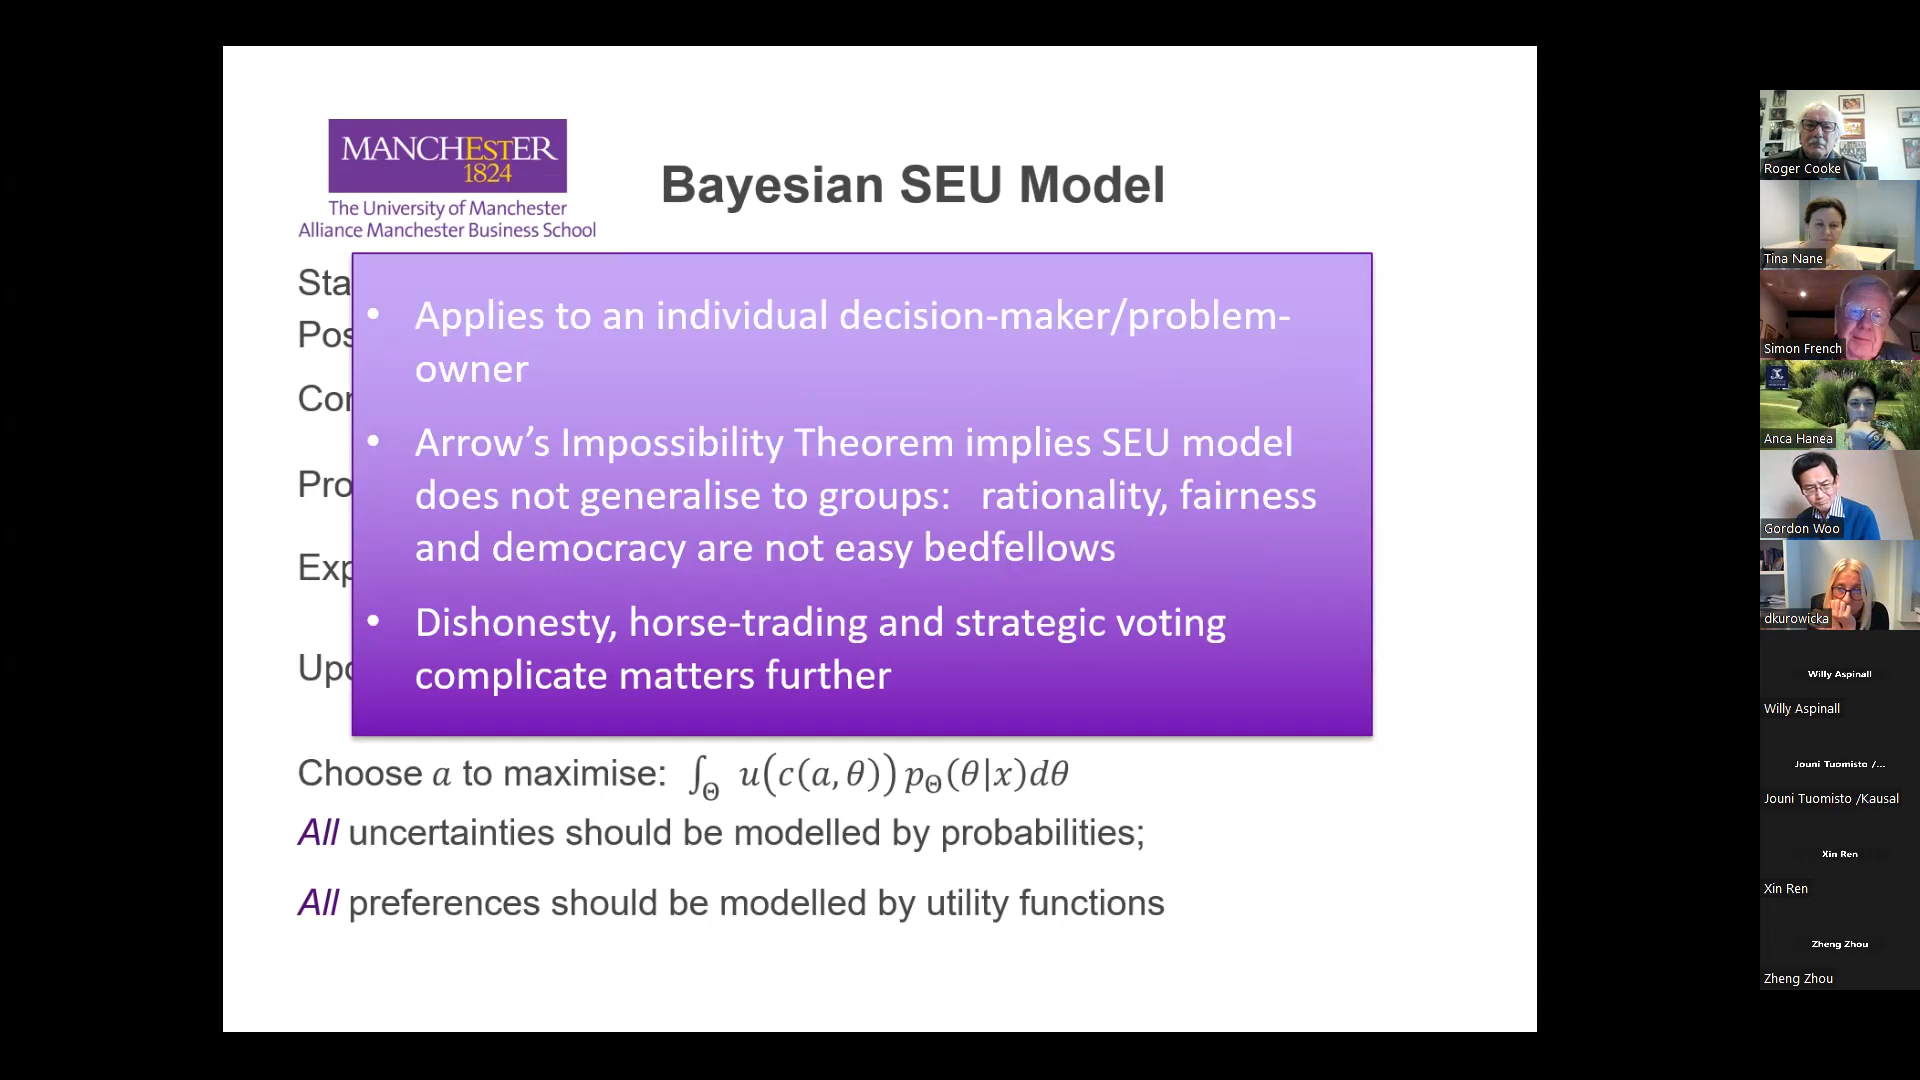 MANCHESTER
1824
The University of Manchester
Alliance Manchester Business School
Bayesian SEU Model
Sta
Pos
Con
Pro
Exp
Upd
• Applies to an individual decision-maker/problem-
owner
• Arrow’s Impossibility Theorem implies SEU model
does not generalise to groups: rationality, fairness
and democracy are not easy bedfellows
• Dishonesty, horse-trading and strategic voting
complicate matters further
Choose a to maximise: ∫_Θ u(c(a, θ)) p_Θ(θ|x)dθ
All uncertainties should be modelled by probabilities;
All preferences should be modelled by utility functions
Roger Cooke
Tina Nane
Simon French
Anca Hanea
Gordon Woo
dkurowicka
Willy Aspinall
Willy Aspinall
Jouni Tuomisto /...
Jouni Tuomisto /Kausal
Xin Ren
Xin Ren
Zheng Zhou
Zheng Zhou